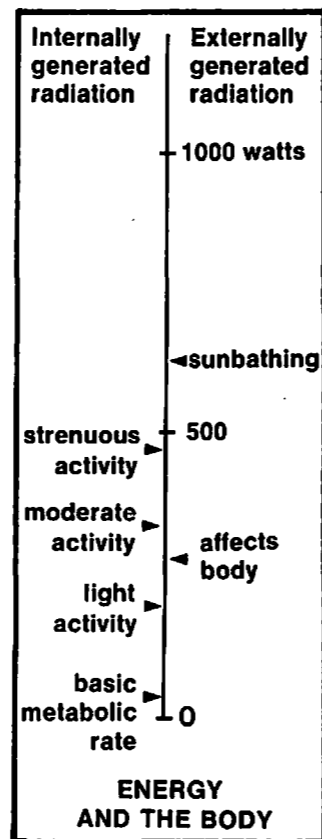 Internally
generated
radiation
Externally
generated
radiation
1000 watts
sunbathing
500
strenuous
activity
moderate
activity
affects
body
light
activity
basic
metabolic
rate
0
ENERGY
AND THE BODY